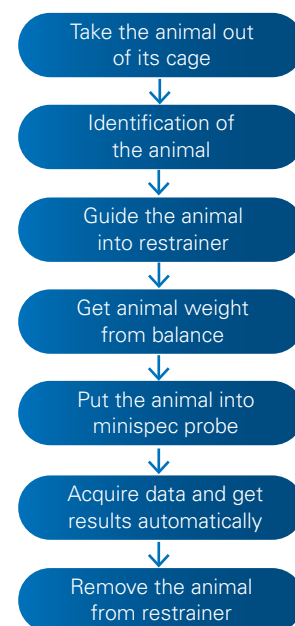 Take the animal out
of its cage
Identification of
the animal
Guide the animal
into restrainer
Get animal weight
from balance
Put the animal into
minispec probe
Acquire data and get
results automatically
Remove the animal
from restrainer